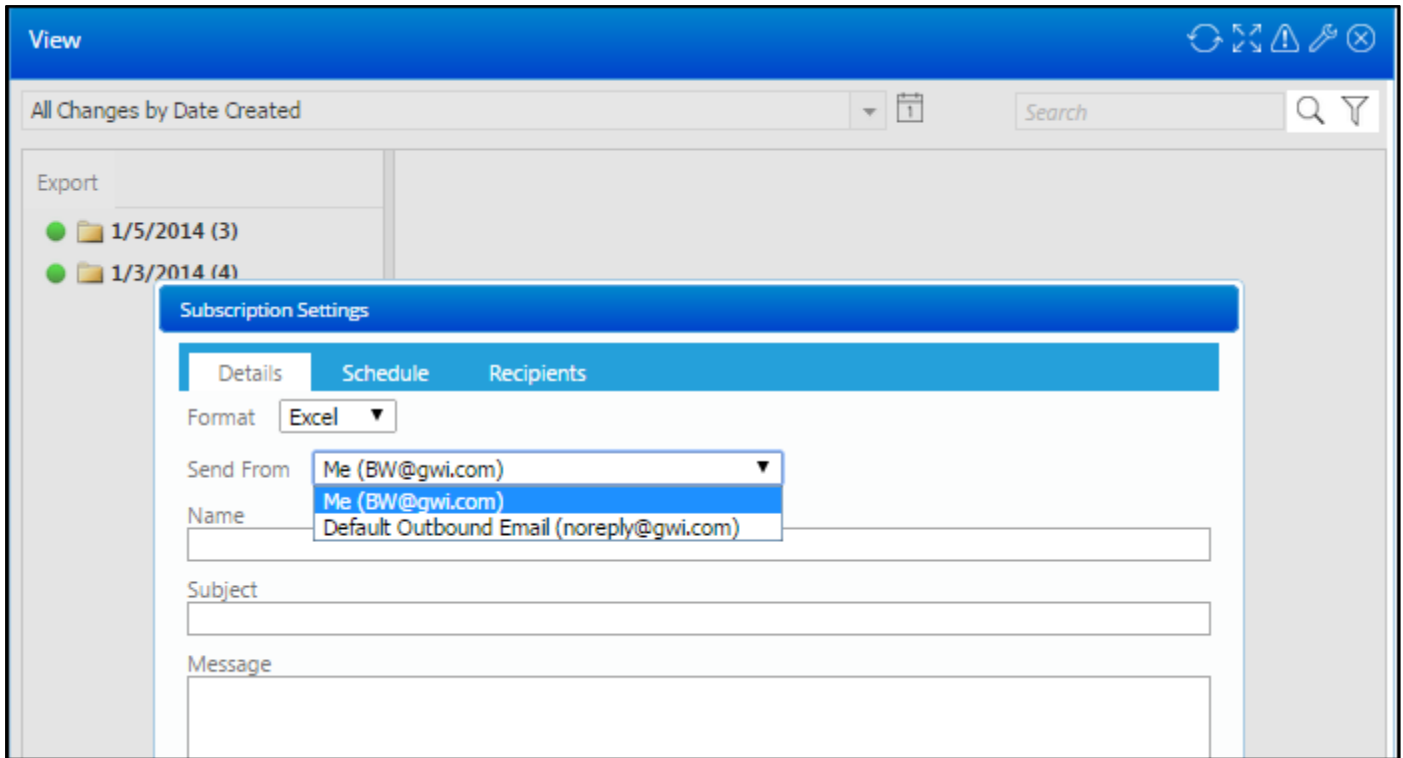 View
All Changes by Date Created
1
Search
Export
1/5/2014 (3)
1/3/2014 (4)
Subscription Settings
Details Schedule Recipients
Format Excel
Send From Me (BW@gwi.com)
Me (BW@gwi.com)
Name
Default Outbound Email (noreply@gwi.com)
Subject
Message